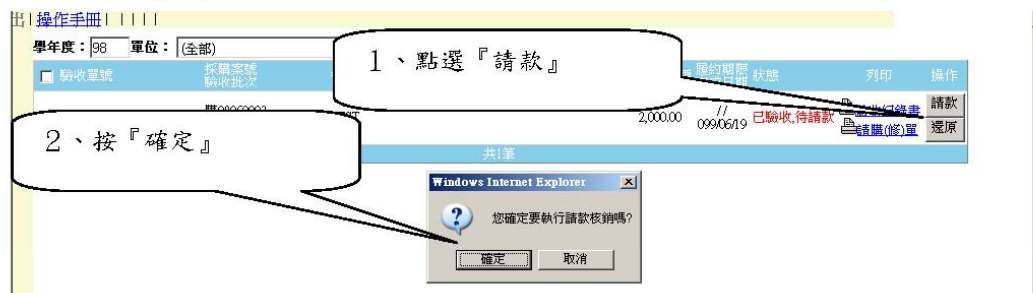 出 | 操作手冊 | | | | |
學年度： 98 單位： (全部)
1、點選『請款』
驗收單號 採購案號 驗收批次 履約期限 狀態 列印 操作
2,000.00 // 099/06/19 已驗收,待請款 請購(修)單 請款 還原
2、按『確定』
共1筆
Windows Internet Explorer
您確定要執行請款核銷嗎?
確定 取消